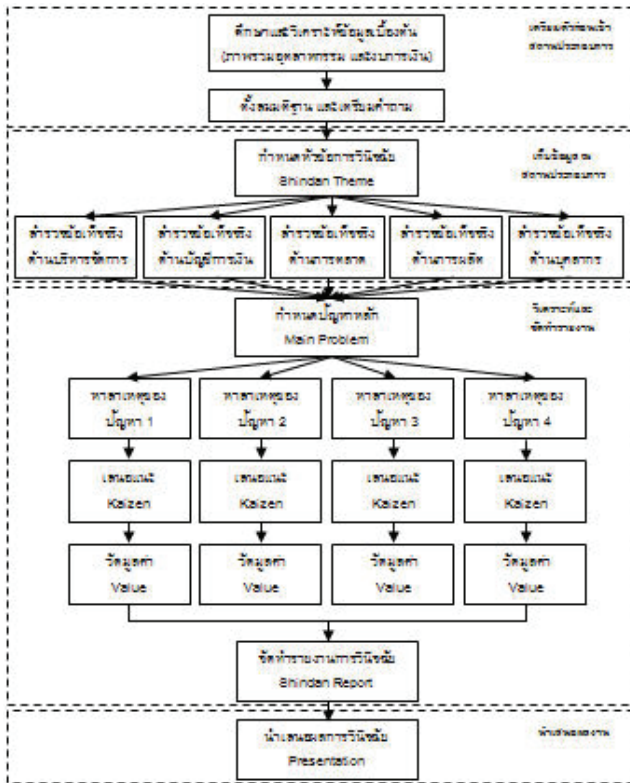 ศึกษาและวิเคราะห์ข้อมูลเบื้องต้น
(ภาพรวมอุตสาหกรรม และงบการเงิน)
เตรียมตัวก่อนเข้า
สถานประกอบการ
ตั้งสมมติฐาน และเตรียมคำถาม
กำหนดหัวข้อการวินิจฉัย
Shindan Theme
เก็บข้อมูล ณ
สถานประกอบการ
สำรวจข้อเท็จจริง
ด้านบริหารจัดการ
สำรวจข้อเท็จจริง
ด้านบัญชีการเงิน
สำรวจข้อเท็จจริง
ด้านการตลาด
สำรวจข้อเท็จจริง
ด้านการผลิต
สำรวจข้อเท็จจริง
ด้านบุคลากร
กำหนดปัญหาหลัก
Main Problem
วิเคราะห์และ
จัดทำรายงาน
หาสาเหตุของ
ปัญหา 1
หาสาเหตุของ
ปัญหา 2
หาสาเหตุของ
ปัญหา 3
หาสาเหตุของ
ปัญหา 4
เสนอแนะ
Kaizen
เสนอแนะ
Kaizen
เสนอแนะ
Kaizen
เสนอแนะ
Kaizen
วัดมูลค่า
Value
วัดมูลค่า
Value
วัดมูลค่า
Value
วัดมูลค่า
Value
จัดทำรายงานการวินิจฉัย
Shindan Report
นำเสนอผลการวินิจฉัย
Presentation
นำเสนอผลงาน